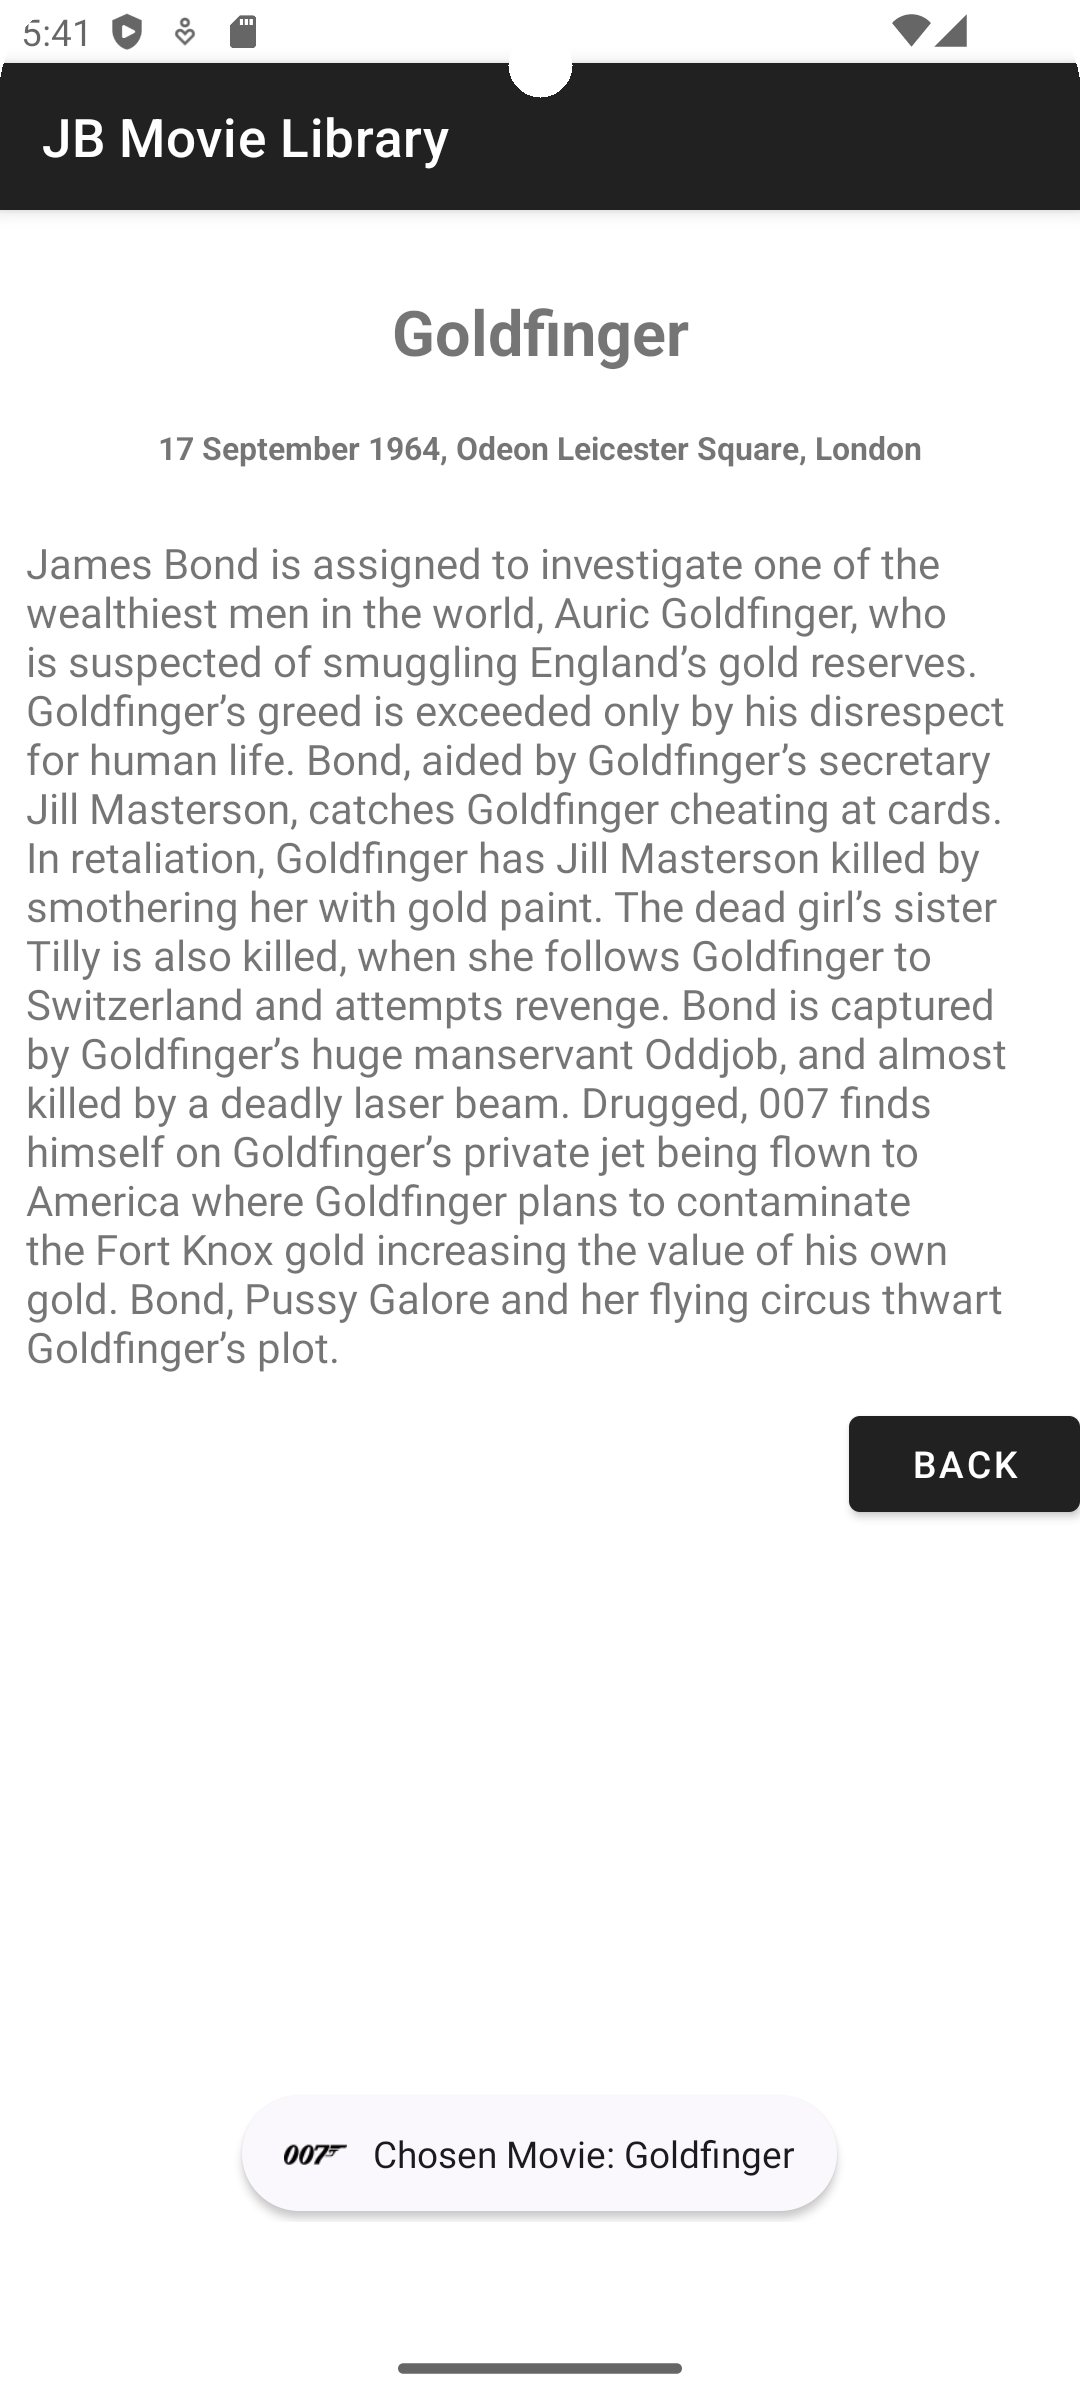 5:41
JB Movie Library
Goldfinger
17 September 1964, Odeon Leicester Square, London
James Bond is assigned to investigate one of the
wealthiest men in the world, Auric Goldfinger, who
is suspected of smuggling England’s gold reserves.
Goldfinger’s greed is exceeded only by his disrespect
for human life. Bond, aided by Goldfinger’s secretary
Jill Masterson, catches Goldfinger cheating at cards.
In retaliation, Goldfinger has Jill Masterson killed by
smothering her with gold paint. The dead girl’s sister
Tilly is also killed, when she follows Goldfinger to
Switzerland and attempts revenge. Bond is captured
by Goldfinger’s huge manservant Oddjob, and almost
killed by a deadly laser beam. Drugged, 007 finds
himself on Goldfinger’s private jet being flown to
America where Goldfinger plans to contaminate
the Fort Knox gold increasing the value of his own
gold. Bond, Pussy Galore and her flying circus thwart
Goldfinger’s plot.
BACK
007 Chosen Movie: Goldfinger